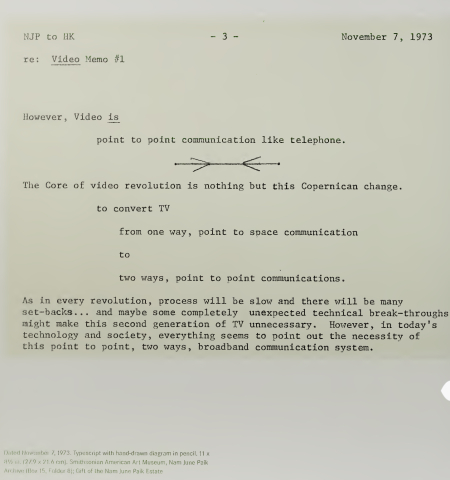 NJP to HK - 3 - November 7, 1973
re: Video Memo #1
However, Video is
point to point communication like telephone.
The Core of video revolution is nothing but this Copernican change.
to convert TV
from one way, point to space communication
to
two ways, point to point communications.
As in every revolution, process will be slow and there will be many
set-backs... and maybe some completely unexpected technical break-throughs
might make this second generation of TV unnecessary. However, in today's
technology and society, everything seems to point out the necessity of
this point to point, two ways, broadband communication system.
Dated November 7, 1973. Typescript with hand-drawn diagram in pencil, 11 x
(27.9 x 21.6 cm). Smithsonian American Art Museum, Nam June Paik
Archive (Box 15, Folder 6); Gift of the Nam June Paik Estate